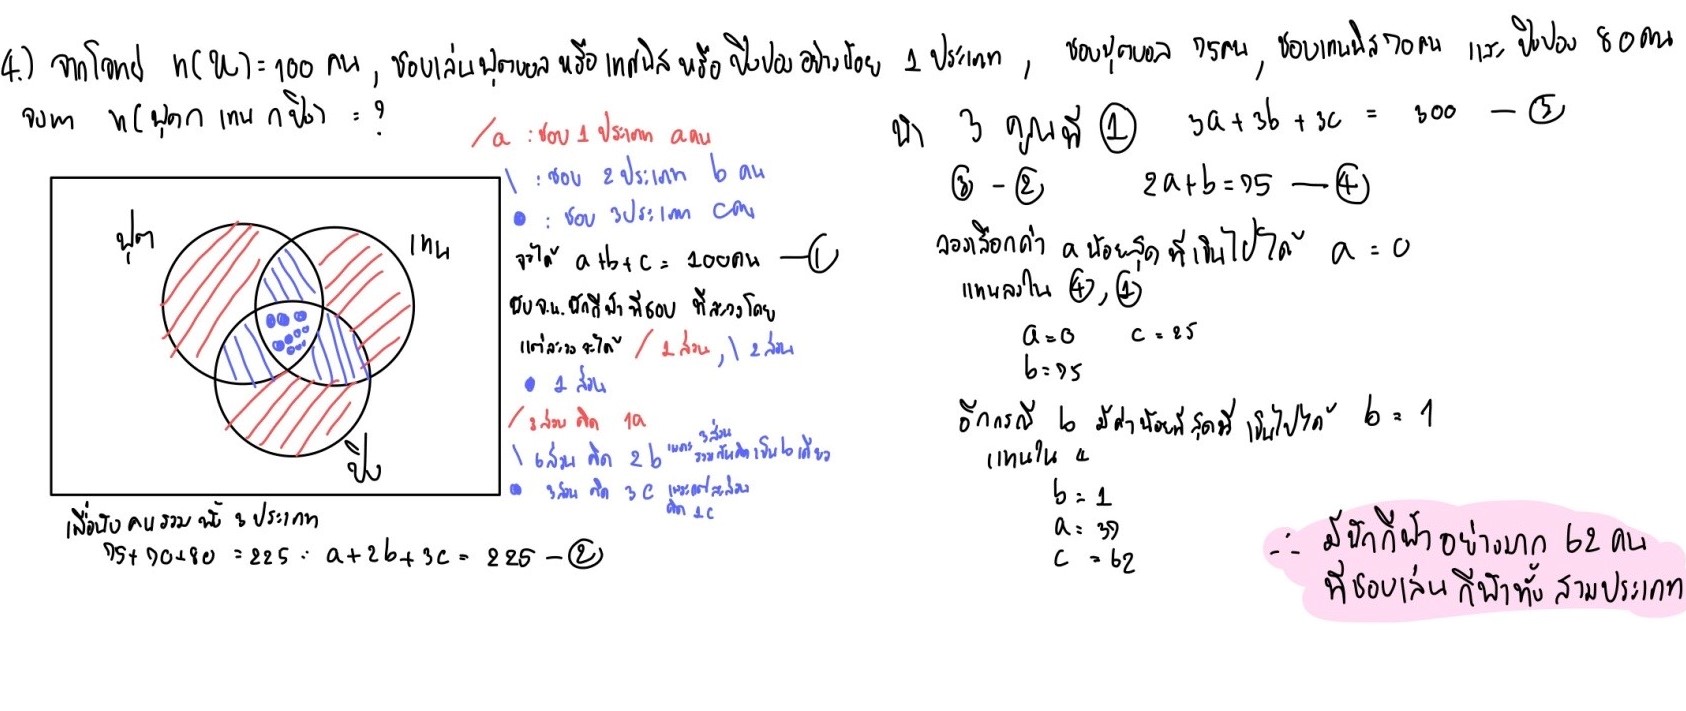 4.) จากโจทย์ n(U) = 100 คน, ชอบเล่นฟุตบอล หรือ เทนนิส หรือ ปิงปอง อย่างน้อย 1 ประเภท, ชอบฟุตบอล 75คน, ชอบเทนนิส 70คน และ ปิงปอง 80คน
จงหา n(ฟุต ∩ เทน ∩ ปิง) = ?
/a : ชอบ 1 ประเภท a คน
\ : ชอบ 2 ประเภท b คน
● : ชอบ 3ประเภท cคน
ฟุต
เทน
ปิง
จะได้ a+b+c = 100คน — ①
นับ จ.น. นักกีฬา ที่ชอบ ที่ละวงโดย
แต่ละวง จะได้ / 1 ส่วน, \ 2 ส่วน
● 1 ส่วน
/ 3 ส่วน คิด 1a
\ 6 ส่วน คิด 2b เพราะ 3 ส่วน รวมกันคิดเป็น b เดียว
● 3ส่วน คิด 3c เพราะแต่ละส่วน
คิด 1c
เมื่อนับ คนรวม ทั้ง 3 ประเภท
75+70+80 = 225 ∴ a+2b+3c = 225 — ②
นำ 3 คูณที่ ① 3a+3b+3c = 300 — ③
③ - ② 2a+b = 75 — ④
ลองเลือกค่า a น้อยสุด ที่เป็นไปได้ a = 0
แทนลงใน ④, ①
a=0 c = 25
b=75
อีกกรณี b มีค่าน้อยที่สุดที่ เป็นไปได้ b = 1
แทนใน 4
b = 1
a = 37
c = 62
∴ มีนักกีฬา อย่างมาก 62 คน
ที่ชอบเล่น กีฬาทั้ง สามประเภท